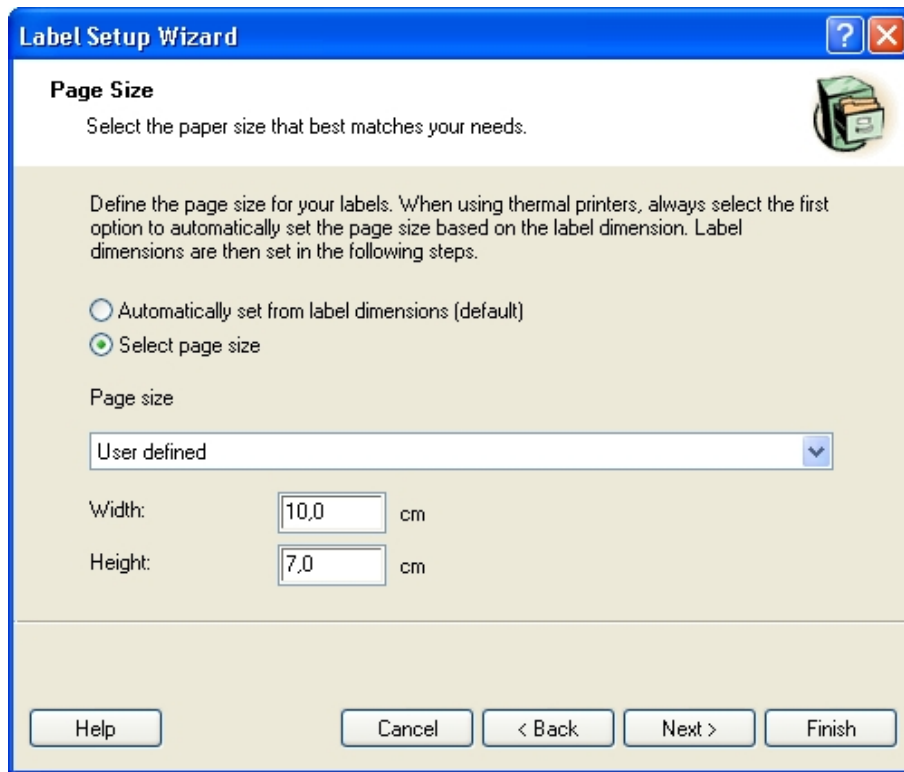 Label Setup Wizard
Page Size
Select the paper size that best matches your needs.
Define the page size for your labels. When using thermal printers, always select the first
option to automatically set the page size based on the label dimension. Label
dimensions are then set in the following steps.
Automatically set from label dimensions (default)
Select page size
Page size
User defined
Width: 10,0 cm
Height: 7,0 cm
Help Cancel < Back Next > Finish